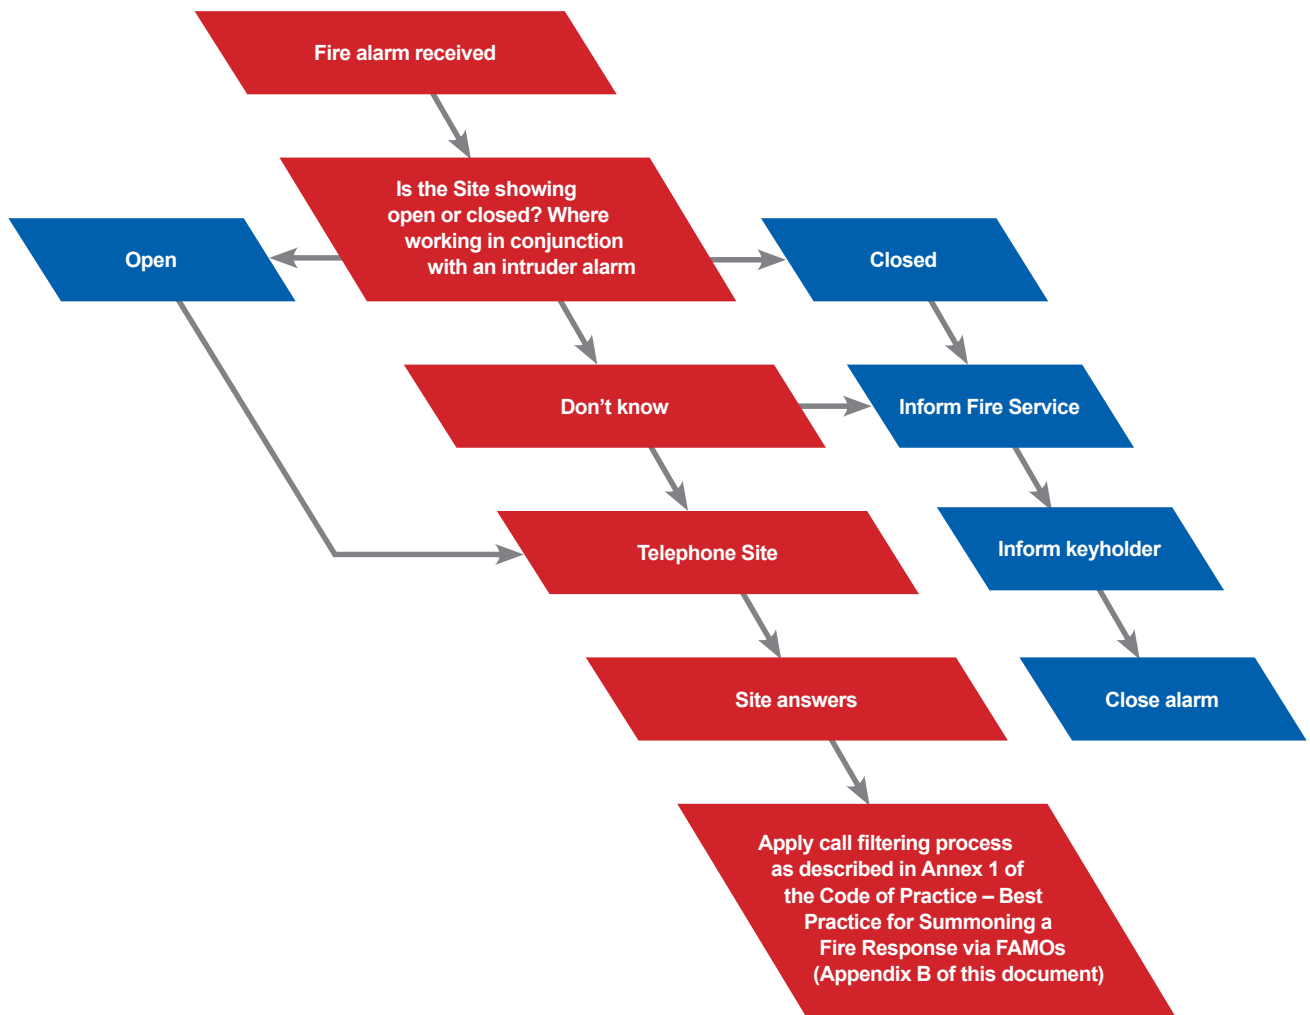 Fire alarm received
Is the Site showing
open or closed? Where
working in conjunction
with an intruder alarm
Open
Closed
Don’t know
Inform Fire Service
Telephone Site
Inform keyholder
Site answers
Close alarm
Apply call filtering process
as described in Annex 1 of
the Code of Practice – Best
Practice for Summoning a
Fire Response via FAMOs
(Appendix B of this document)